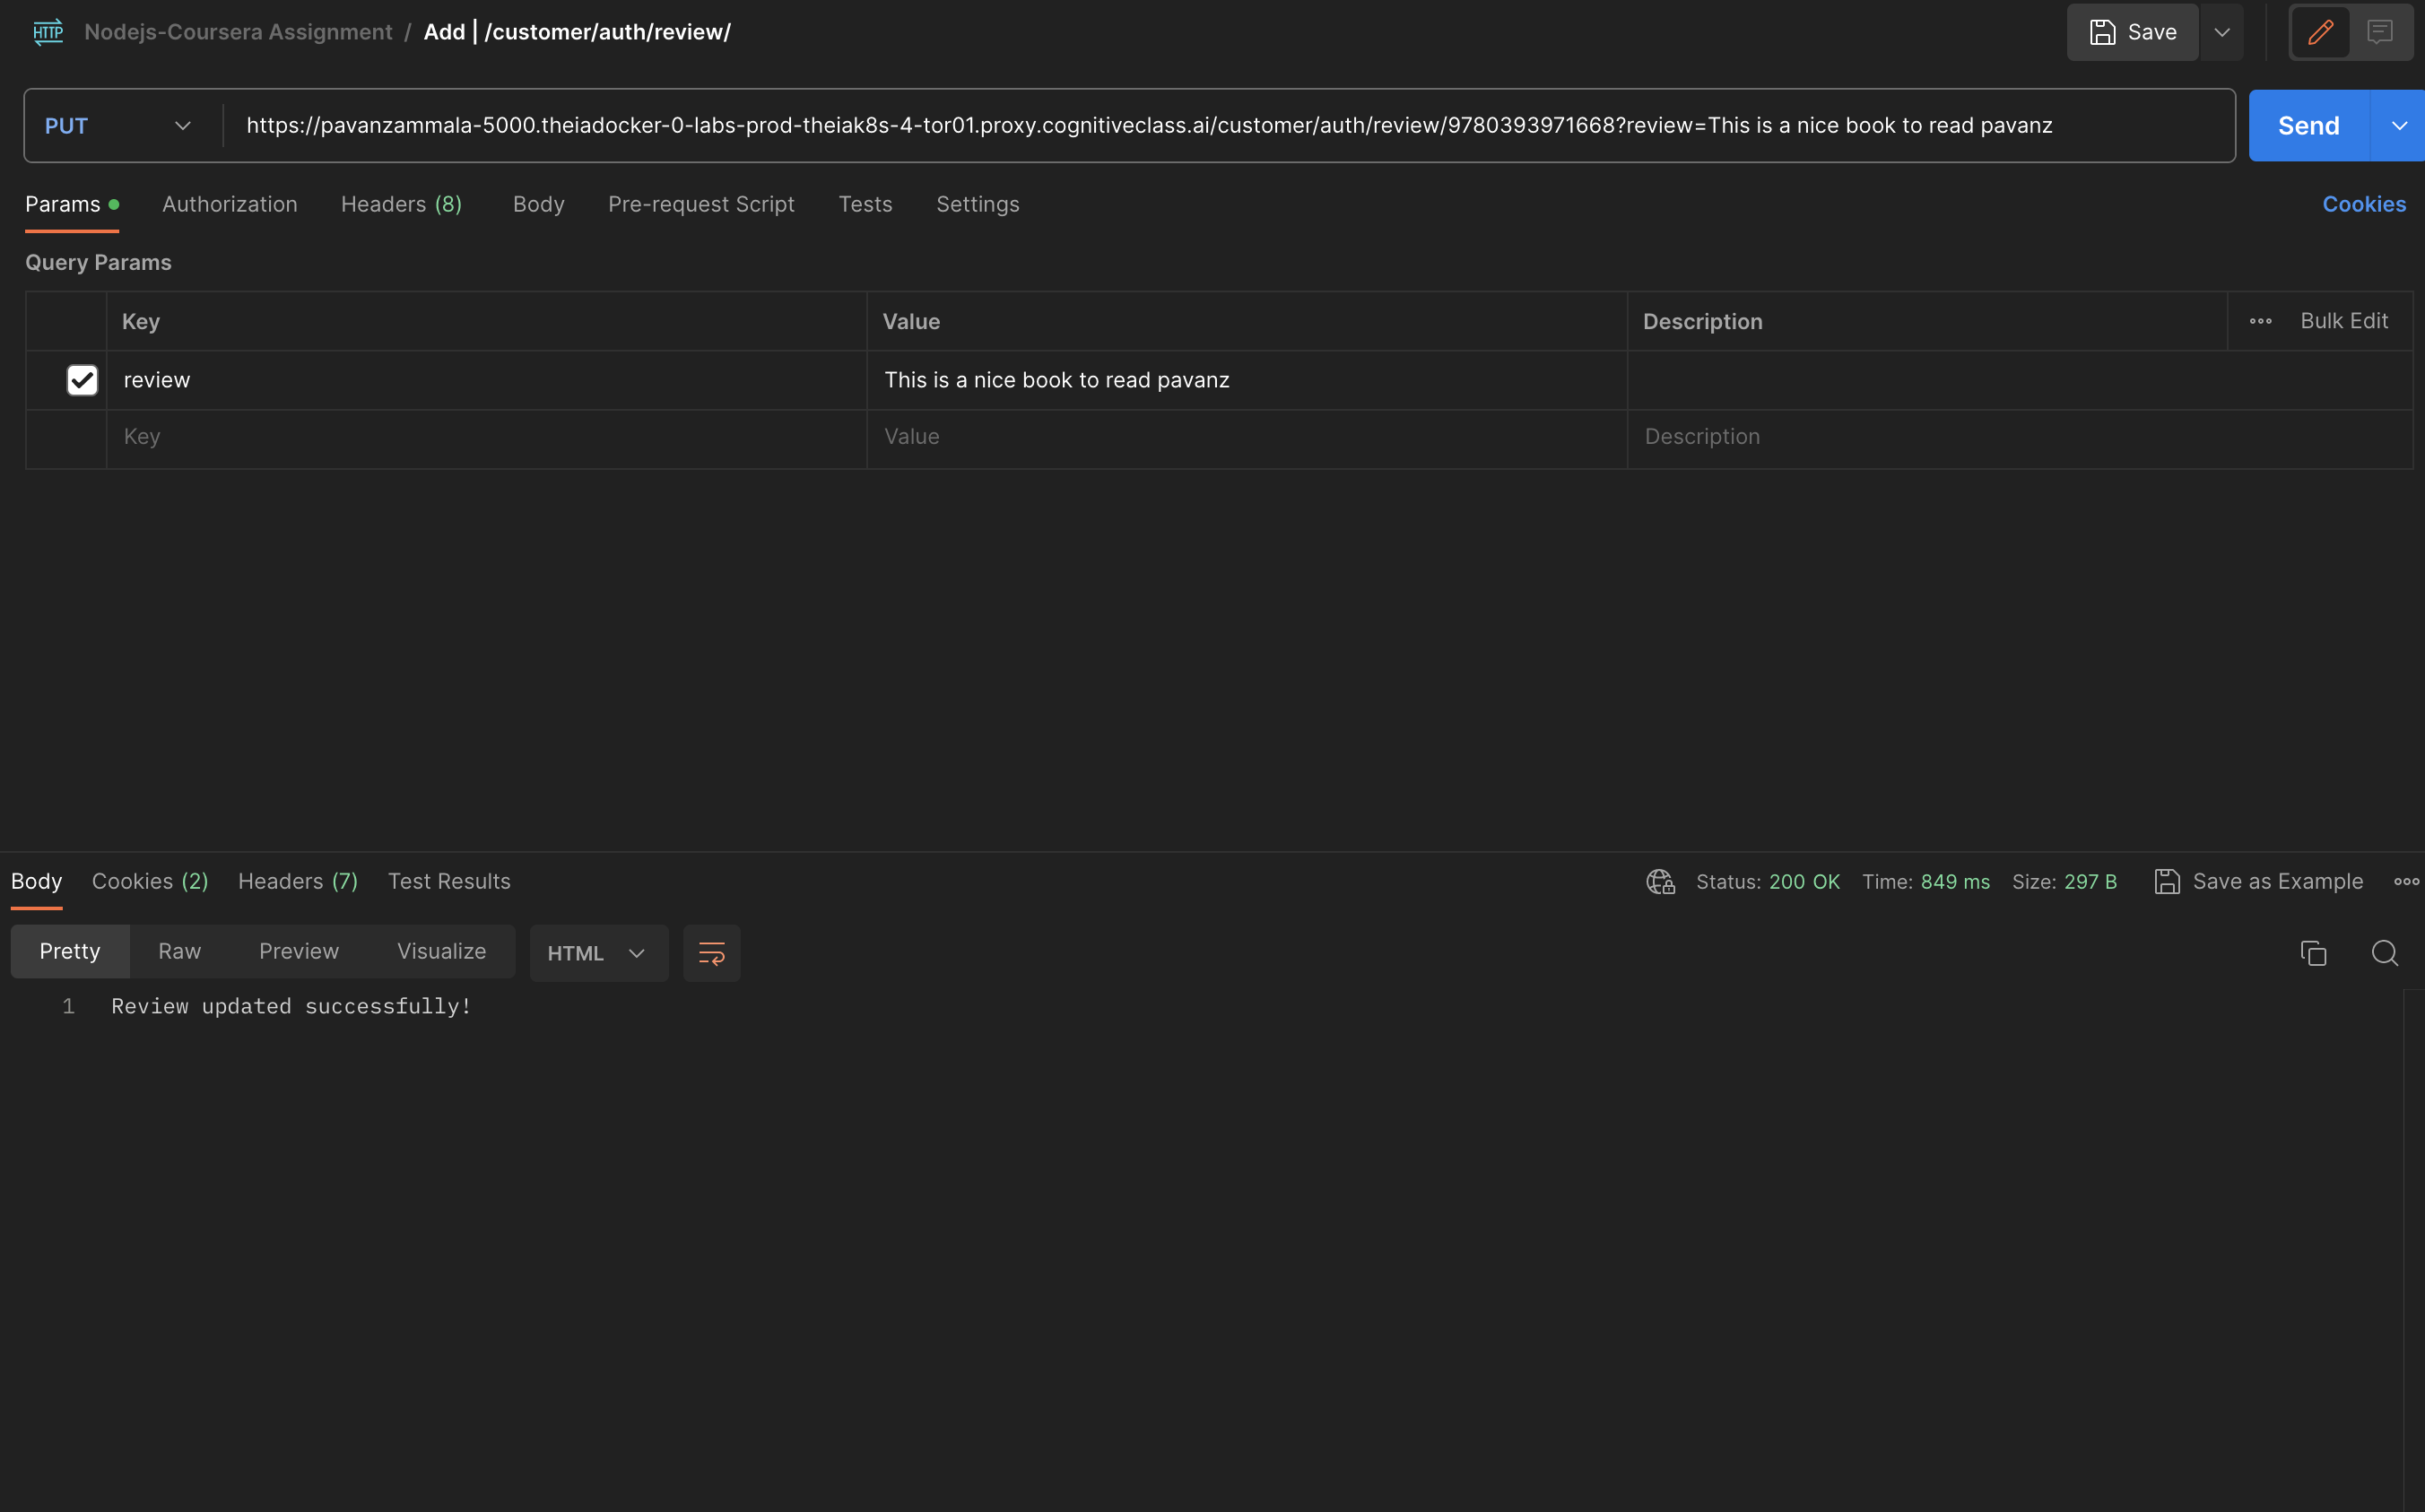 HTTP Nodejs-Coursera Assignment / Add | /customer/auth/review/ Save
PUT https://pavanzammala-5000.theiadocker-0-labs-prod-theiak8s-4-tor01.proxy.cognitiveclass.ai/customer/auth/review/9780393971668?review=This is a nice book to read pavanz Send
Params Authorization Headers (8) Body Pre-request Script Tests Settings Cookies
Query Params
Key Value Description Bulk Edit
review This is a nice book to read pavanz
Key Value Description
Body Cookies (2) Headers (7) Test Results Status: 200 OK Time: 849 ms Size: 297 B Save as Example
Pretty Raw Preview Visualize HTML
1 Review updated successfully!